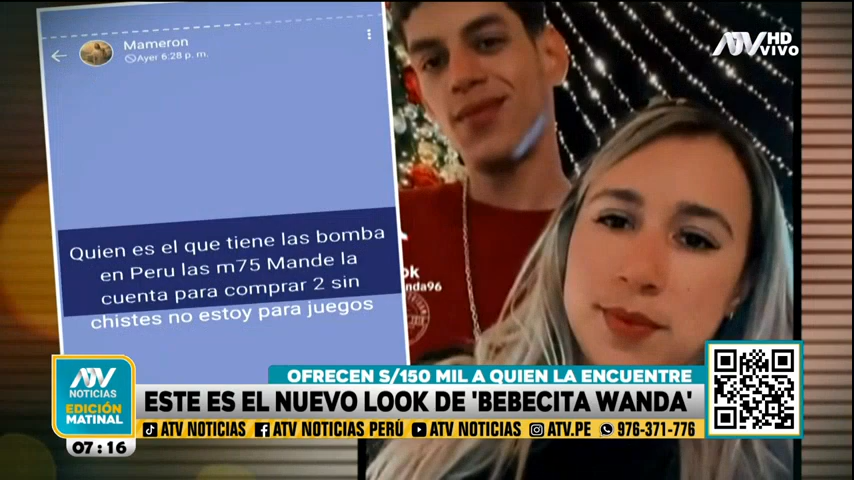 Mameron
Ayer 6:28 p. m.
Quien es el que tiene las bomba
en Peru las m75 Mande la
cuenta para comprar 2 sin
chistes no estoy para juegos
ATV HD
VIVO
ok
nda96
OFRECEN S/150 MIL A QUIEN LA ENCUENTRE
ATV
NOTICIAS
EDICIÓN
MATINAL
07:16
ESTE ES EL NUEVO LOOK DE 'BEBECITA WANDA'
ATV NOTICIAS ATV NOTICIAS PERÚ ATV NOTICIAS ATV.PE 976-371-776